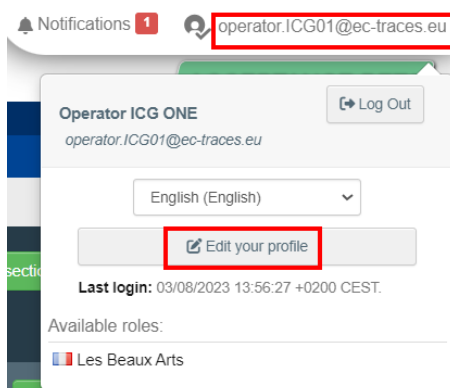 Notifications 1 operator.ICG01@ec-traces.eu
Operator ICG ONE
Log Out
operator.ICG01@ec-traces.eu
English (English)
Edit your profile
Last login: 03/08/2023 13:56:27 +0200 CEST.
Available roles:
Les Beaux Arts